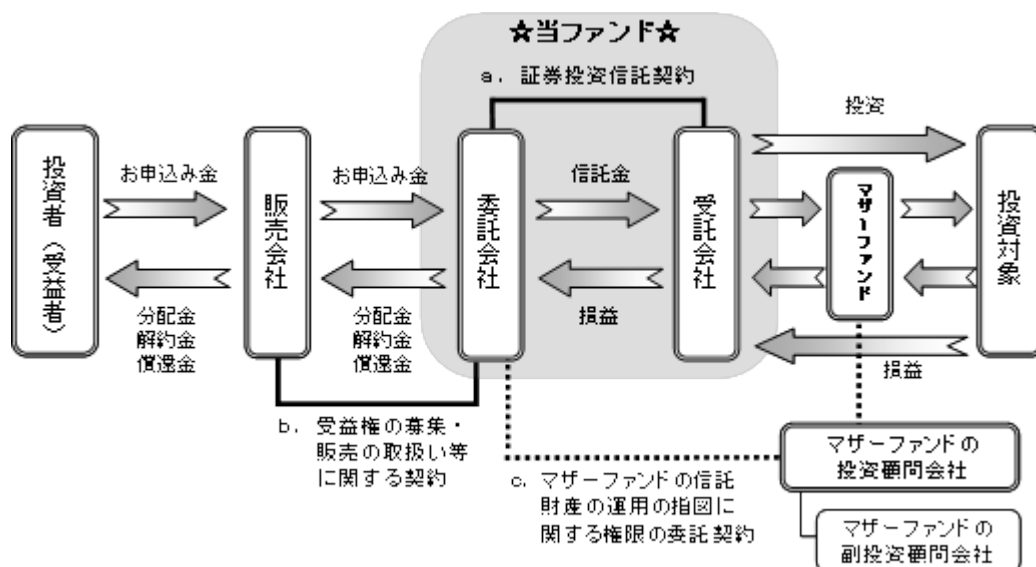 ☆当ファンド☆
a. 証券投資信託契約
投資
投資者(受益者)
お申込み金
販売会社
お申込み金
委託会社
信託金
受託会社
マザーファンド
投資対象
分配金
解約金
償還金
分配金
解約金
償還金
損益
損益
b. 受益権の募集・
販売の取扱い等
に関する契約
c. マザーファンドの信託
財産の運用の指図に
関する権限の委託契約
マザーファンドの
投資顧問会社
マザーファンドの
副投資顧問会社